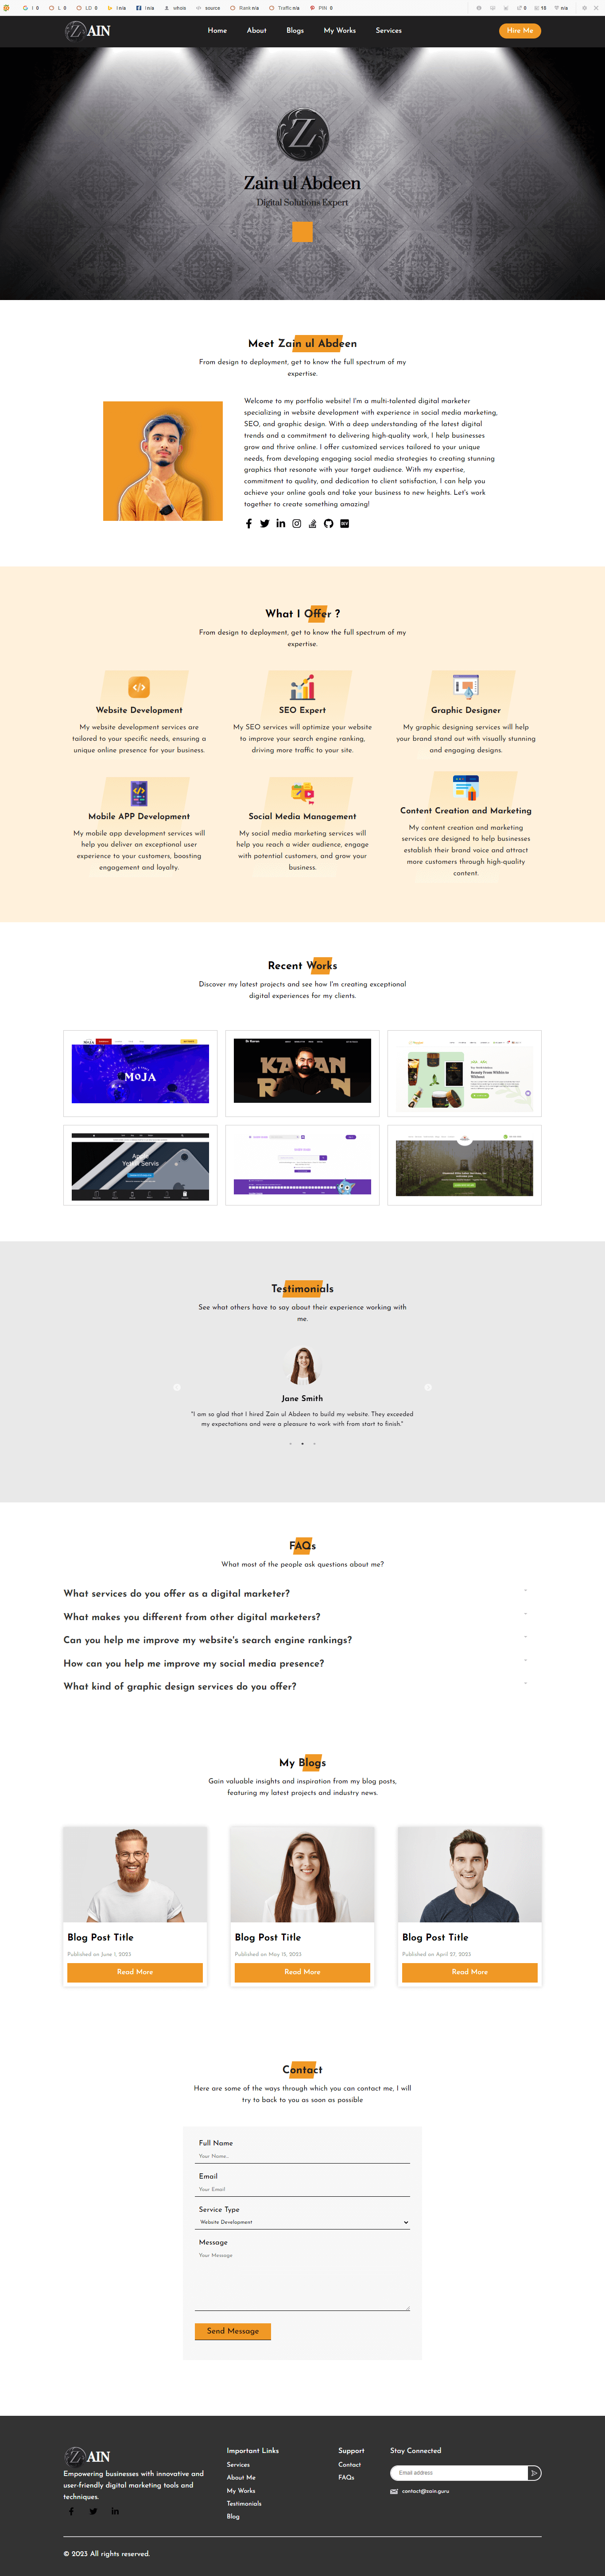 I 0 L 0 LD 0 I n/a I n/a whois source Rank n/a Traffic n/a PIN 0 0 15 n/a
ZAIN Home About Blogs My Works Services Hire Me
Z
Zain ul Abdeen
Digital Solutions Expert
Meet Zain ul Abdeen
From design to deployment, get to know the full spectrum of my
expertise.
Welcome to my portfolio website! I'm a multi-talented digital marketer
specializing in website development with experience in social media marketing,
SEO, and graphic design. With a deep understanding of the latest digital
trends and a commitment to delivering high-quality work, I help businesses
grow and thrive online. I offer customized services tailored to your unique
needs, from developing engaging social media strategies to creating stunning
graphics that resonate with your target audience. With my expertise,
commitment to quality, and dedication to client satisfaction, I can help you
achieve your online goals and take your business to new heights. Let's work
together to create something amazing!
DEV
What I Offer ?
From design to deployment, get to know the full spectrum of my
expertise.
Website Development
My website development services are
tailored to your specific needs, ensuring a
unique online presence for your business.
SEO Expert
My SEO services will optimize your website
to improve your search engine ranking,
driving more traffic to your site.
Graphic Designer
My graphic designing services will help
your brand stand out with visually stunning
and engaging designs.
Mobile APP Development
My mobile app development services will
help you deliver an exceptional user
experience to your customers, boosting
engagement and loyalty.
Social Media Management
My social media marketing services will
help you reach a wider audience, engage
with potential customers, and grow your
business.
Content Creation and Marketing
My content creation and marketing
services are designed to help businesses
establish their brand voice and attract
more customers through high-quality
content.
Recent Works
Discover my latest projects and see how I'm creating exceptional
digital experiences for my clients.
MOJA
Beauty From Within to
Without
Testimonials
See what others have to say about their experience working with
me.
Jane Smith
"I am so glad that I hired Zain ul Abdeen to build my website. They exceeded
my expectations and were a pleasure to work with from start to finish."
FAQs
What most of the people ask questions about me?
What services do you offer as a digital marketer?
What makes you different from other digital marketers?
Can you help me improve my website's search engine rankings?
How can you help me improve my social media presence?
What kind of graphic design services do you offer?
My Blogs
Gain valuable insights and inspiration from my blog posts,
featuring my latest projects and industry news.
Blog Post Title
Published on June 1, 2023
Read More
Blog Post Title
Published on May 15, 2023
Read More
Blog Post Title
Published on April 27, 2023
Read More
Contact
Here are some of the ways through which you can contact me, I will
try to back to you as soon as possible
Full Name
Your Name...
Email
Your Email
Service Type
Website Development
Message
Your Message
Send Message
ZAIN
Empowering businesses with innovative and
user-friendly digital marketing tools and
techniques.
Important Links
Services
About Me
My Works
Testimonials
Blog
Support
Contact
FAQs
Stay Connected
Email address
contact@zain.guru
© 2023 All rights reserved.